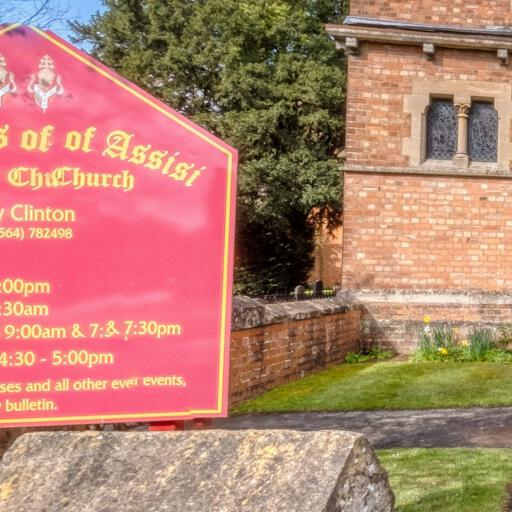 s of of Assisi
ChuChurch
y Clinton
564) 782498
:00pm
:30am
9:00am & 7:& 7:30pm
4:30 - 5:00pm
ses and all other ever events,
bulletin.